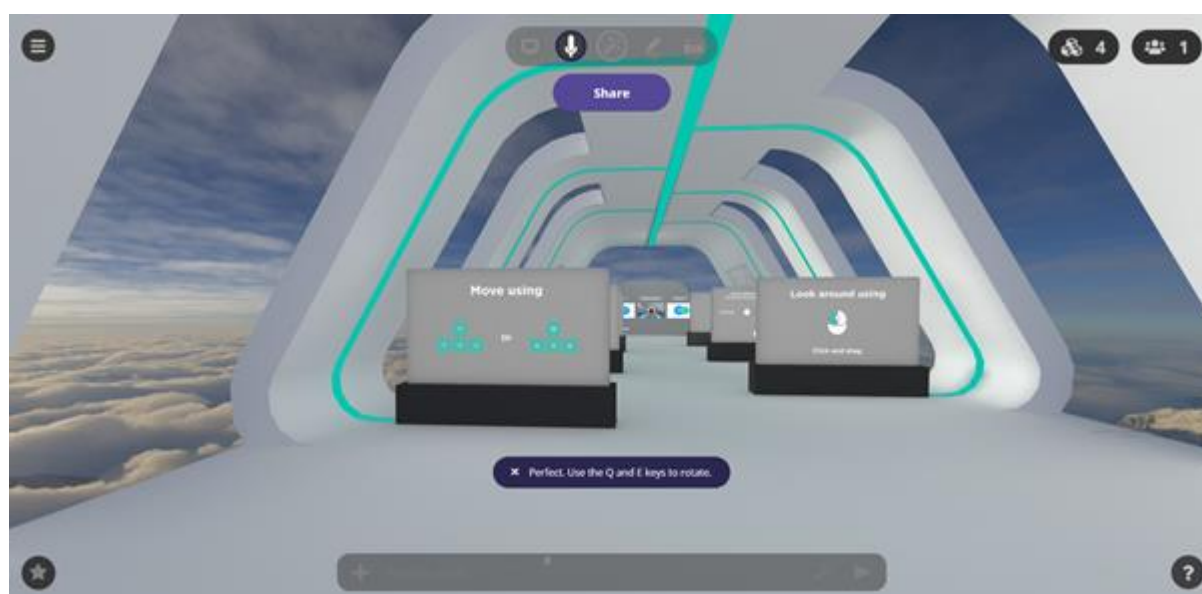 4
1
Share
Move using
or
Look around using
Click and drag
× Perfect. Use the Q and E keys to rotate.
?